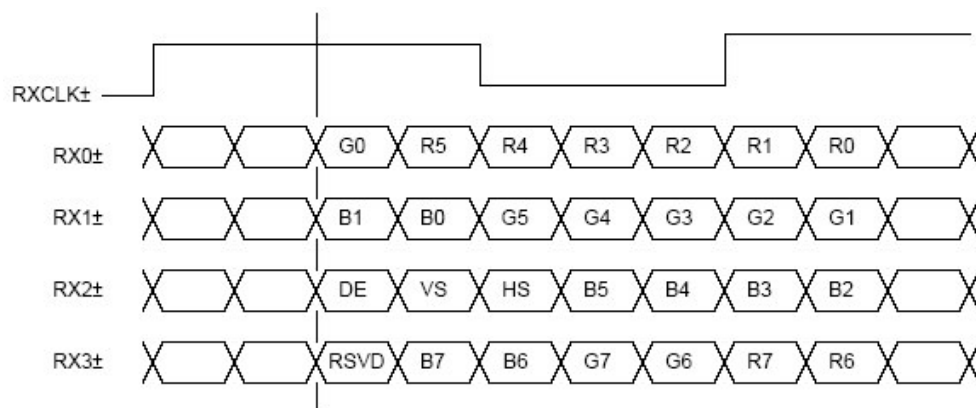 RXCLK±
RX0± G0 R5 R4 R3 R2 R1 R0
RX1± B1 B0 G5 G4 G3 G2 G1
RX2± DE VS HS B5 B4 B3 B2
RX3± RSVD B7 B6 G7 G6 R7 R6